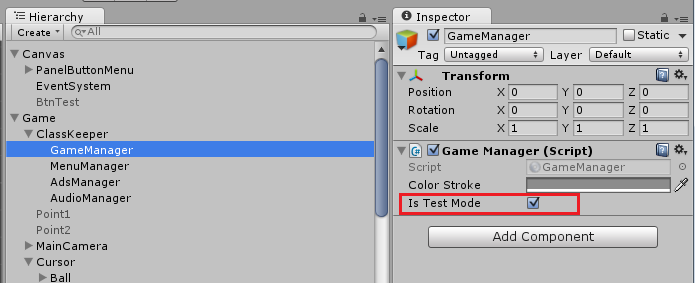 Hierarchy
Create
All
Canvas
PanelButtonMenu
EventSystem
BtnTest
Game
ClassKeeper
GameManager
MenuManager
AdsManager
AudioManager
Point1
Point2
MainCamera
Cursor
Ball
Inspector
GameManager Static
Tag Untagged Layer Default
Transform
Position X 0 Y 0 Z 0
Rotation X 0 Y 0 Z 0
Scale X 1 Y 1 Z 1
C# Game Manager (Script)
Script GameManager
Color Stroke
Is Test Mode
Add Component